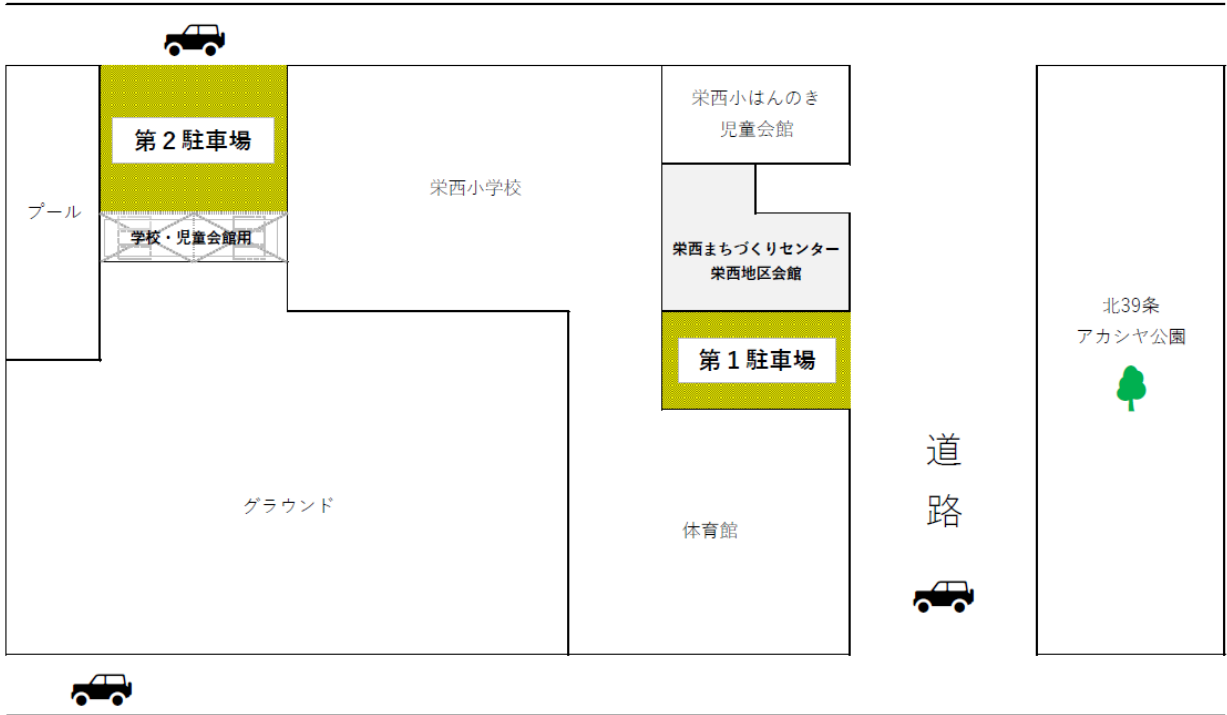 第２駐車場
学校・児童会館用
プール
栄西小学校
栄西小はんのき
児童会館
栄西まちづくりセンター
栄西地区会館
第１駐車場
北39条
アカシヤ公園
道
路
グラウンド
体育館